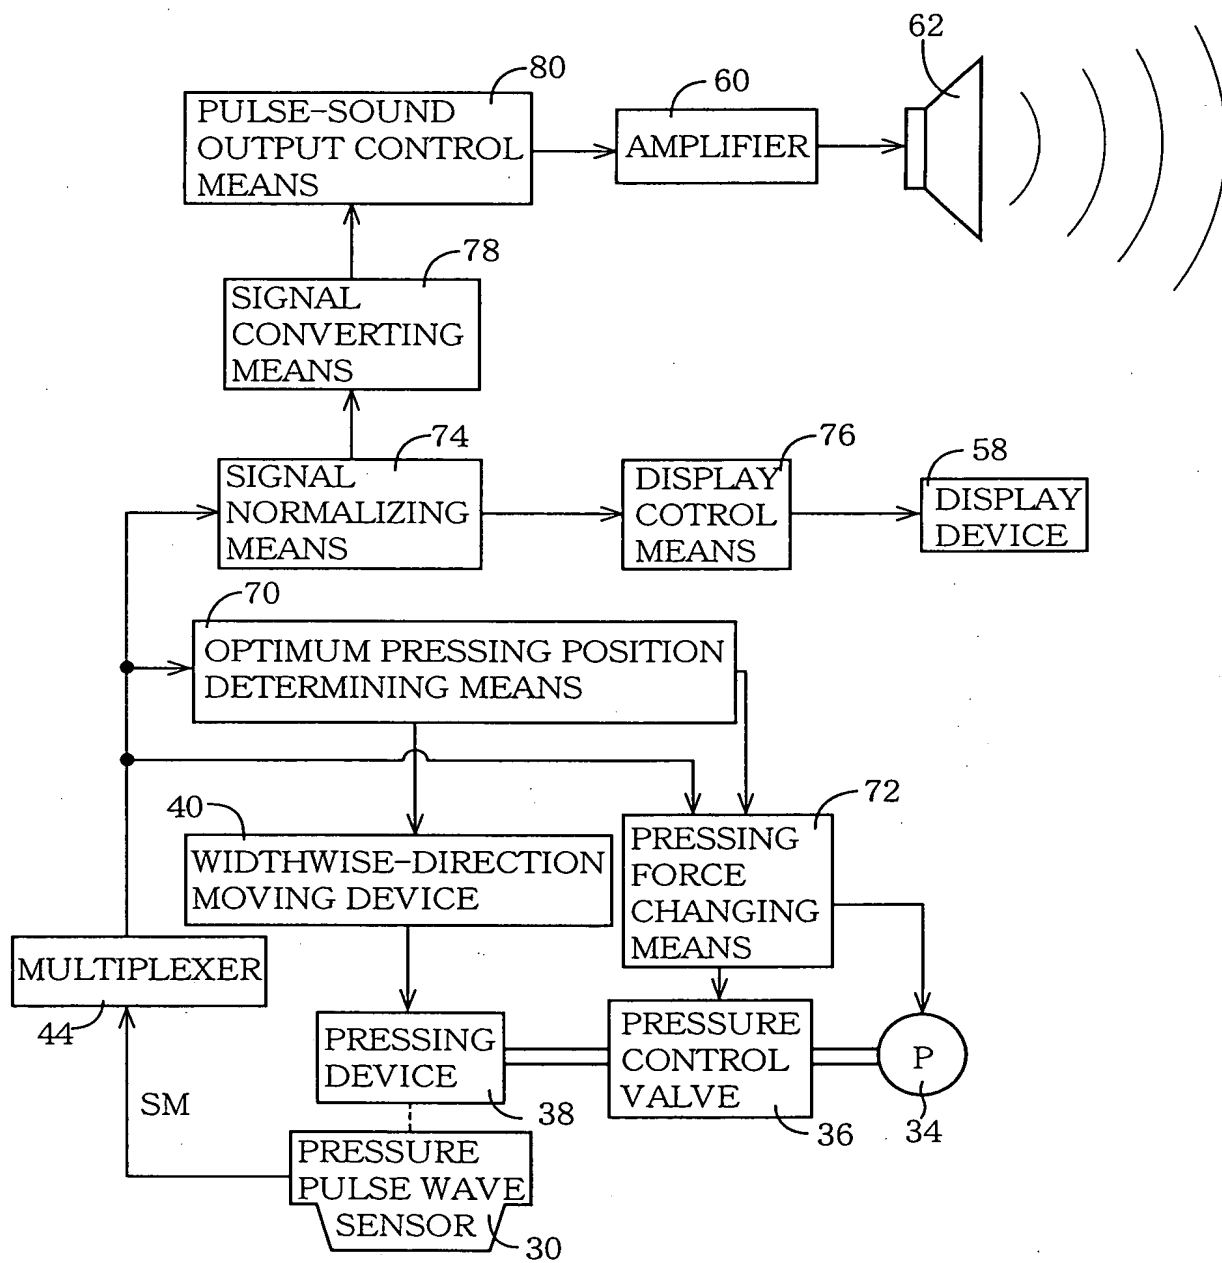 62
80
60
PULSE-SOUND
OUTPUT CONTROL
MEANS
AMPLIFIER
78
SIGNAL
CONVERTING
MEANS
74
76
58
SIGNAL
NORMALIZING
MEANS
DISPLAY
COTROL
MEANS
DISPLAY
DEVICE
70
OPTIMUM PRESSING POSITION
DETERMINING MEANS
40
72
WIDTHWISE-DIRECTION
MOVING DEVICE
PRESSING
FORCE
CHANGING
MEANS
MULTIPLEXER
44
PRESSING
DEVICE
38
PRESSURE
CONTROL
VALVE
36
P
34
SM
PRESSURE
PULSE WAVE
SENSOR
30